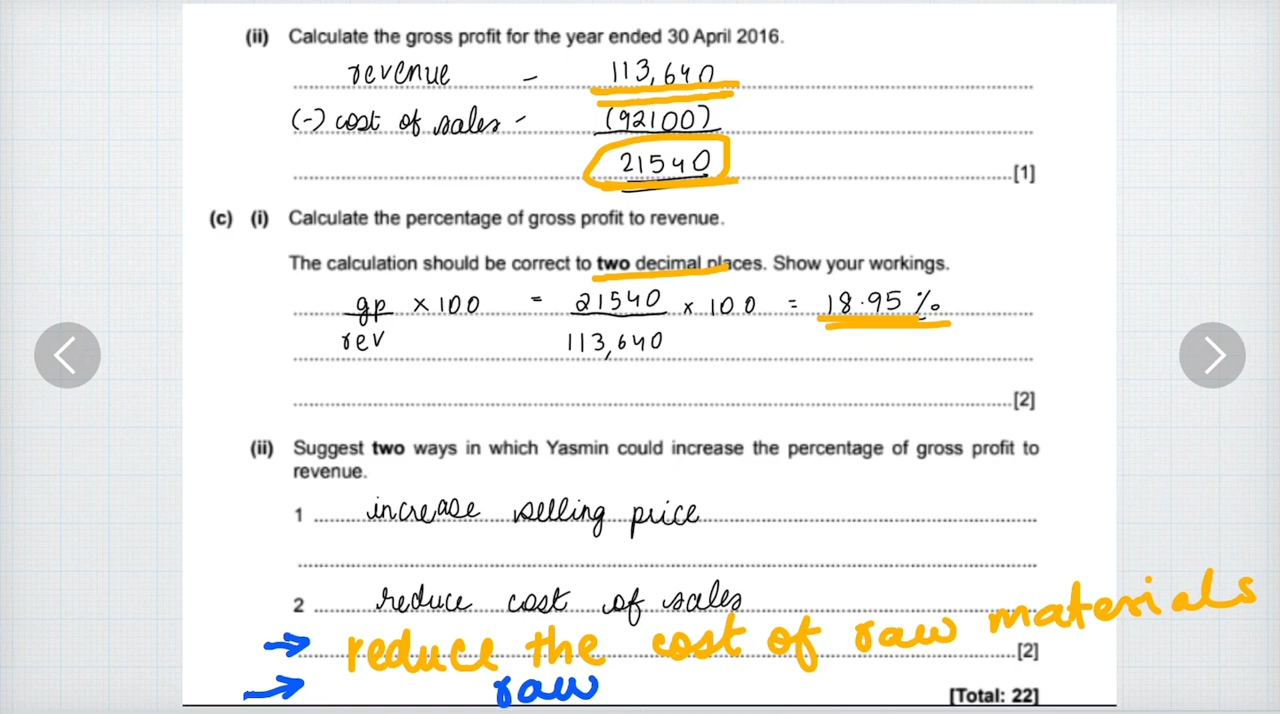 (ii) Calculate the gross profit for the year ended 30 April 2016.
revenue - 113,640
(-) cost of sales - (92100)
21540
[1]
(c) (i) Calculate the percentage of gross profit to revenue.
The calculation should be correct to two decimal places. Show your workings.
gp × 100 = 21540 × 100 = 18.95 %
rev 113,640
[2]
(ii) Suggest two ways in which Yasmin could increase the percentage of gross profit to
revenue.
1 increase selling price
2 reduce cost of sales
→ reduce the cost of raw materials
[2]
→ raw
[Total: 22]